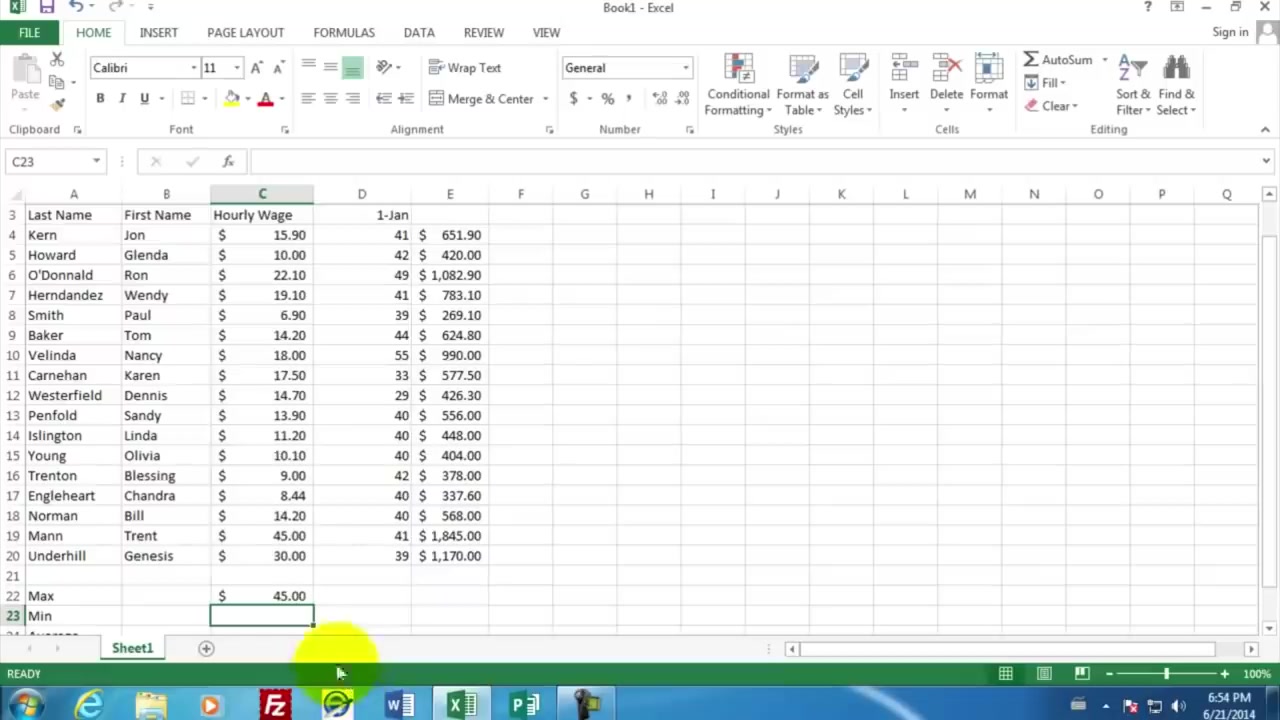 Book1 - Excel
?
FILE HOME INSERT PAGE LAYOUT FORMULAS DATA REVIEW VIEW Sign in
Paste Calibri 11 A A Wrap Text General AutoSum
Conditional Formatting Format as Table Cell Styles Insert Delete Format Fill Sort & Filter Find & Select
B I U A Merge & Center $ % , Clear
Clipboard Font Alignment Number Styles Cells Editing
C23 fx
A B C D E F G H I J K L M N O P Q
3 Last Name First Name Hourly Wage 1-Jan
4 Kern Jon $ 15.90 41 $ 651.90
5 Howard Glenda $ 10.00 42 $ 420.00
6 O'Donnald Ron $ 22.10 49 $ 1,082.90
7 Herndandez Wendy $ 19.10 41 $ 783.10
8 Smith Paul $ 6.90 39 $ 269.10
9 Baker Tom $ 14.20 44 $ 624.80
10 Velinda Nancy $ 18.00 55 $ 990.00
11 Carnehan Karen $ 17.50 33 $ 577.50
12 Westerfield Dennis $ 14.70 29 $ 426.30
13 Penfold Sandy $ 13.90 40 $ 556.00
14 Islington Linda $ 11.20 40 $ 448.00
15 Young Olivia $ 10.10 40 $ 404.00
16 Trenton Blessing $ 9.00 42 $ 378.00
17 Engleheart Chandra $ 8.44 40 $ 337.60
18 Norman Bill $ 14.20 40 $ 568.00
19 Mann Trent $ 45.00 41 $ 1,845.00
20 Underhill Genesis $ 30.00 39 $ 1,170.00
21
22 Max $ 45.00
23 Min
24 Average
Sheet1
READY 100%
6:54 PM
6/21/2014